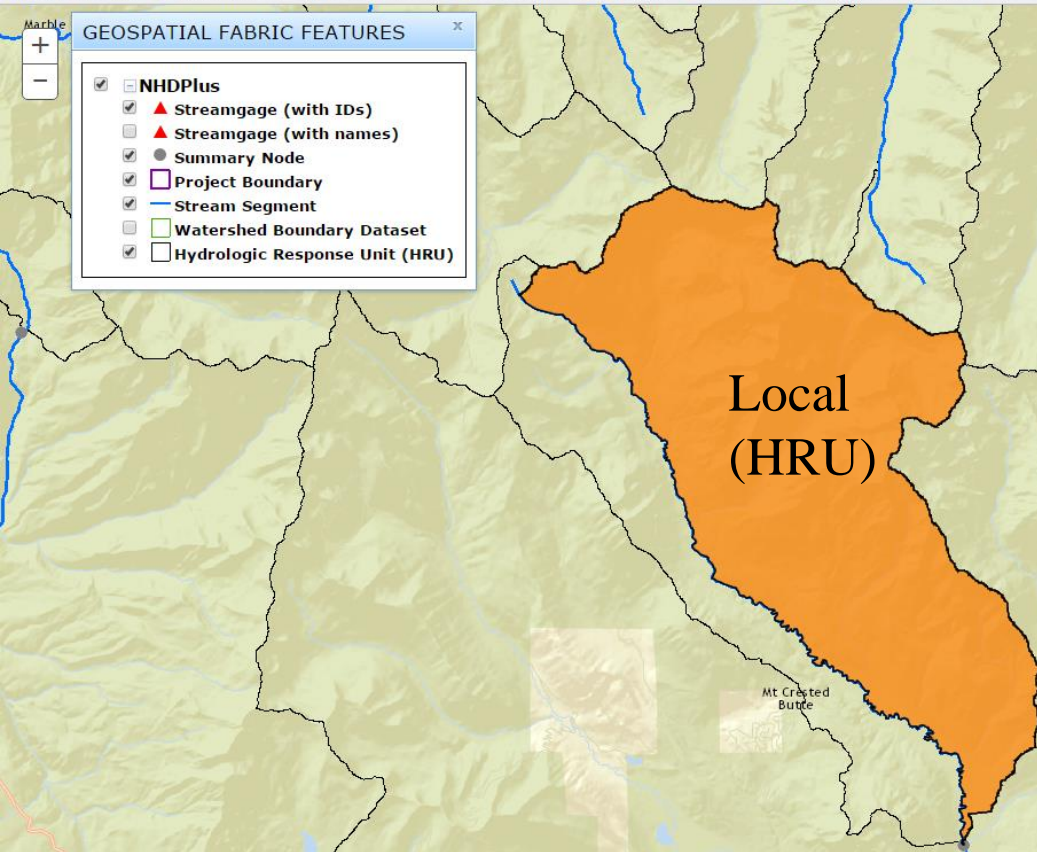 Marble
GEOSPATIAL FABRIC FEATURES x
+
−
NHDPlus
Streamgage (with IDs)
Streamgage (with names)
Summary Node
Project Boundary
Stream Segment
Watershed Boundary Dataset
Hydrologic Response Unit (HRU)
Local
(HRU)
Mt Crested
Butte